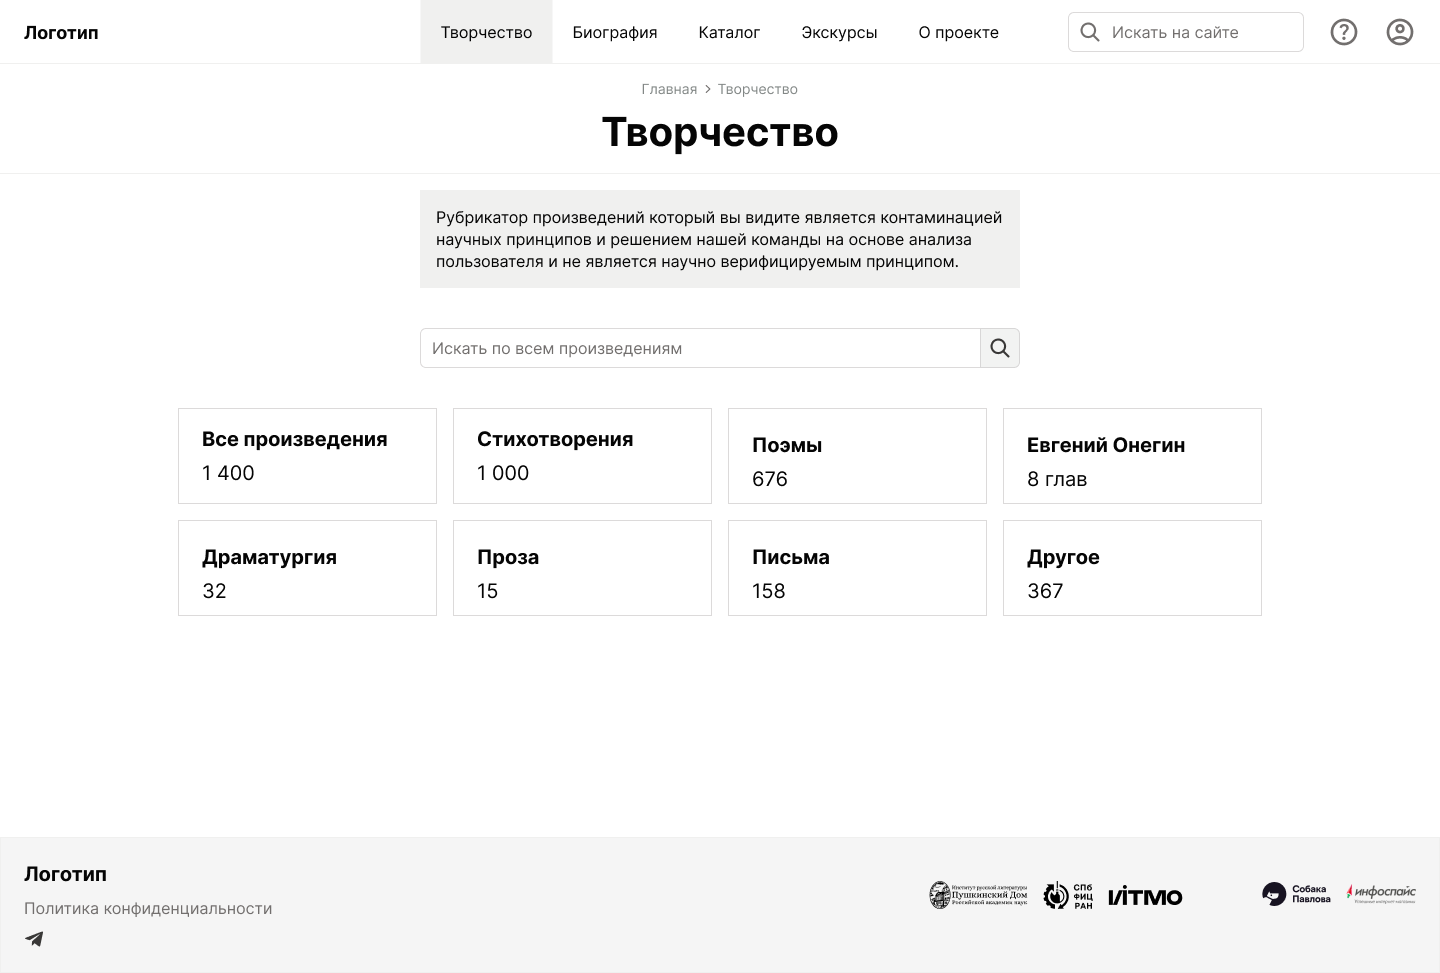 Логотип
Творчество
Биография
Каталог
Экскурсы
О проекте
Искать на сайте
Главная
Творчество
Творчество
Рубрикатор произведений который вы видите является контаминацией
научных принципов и решением нашей команды на основе анализа
пользователя и не является научно верифицируемым принципом.
Искать по всем произведениям
Все произведения
1 400
Стихотворения
1 000
Поэмы
676
Евгений Онегин
8 глав
Драматургия
32
Проза
15
Письма
158
Другое
367
Логотип
Политика конфиденциальности
Институт русской литературы
Пушкинский Дом
Российской академии наук
СПб
ФИЦ
РАН
ИТМО
Собака
Павлова
инфоспайс